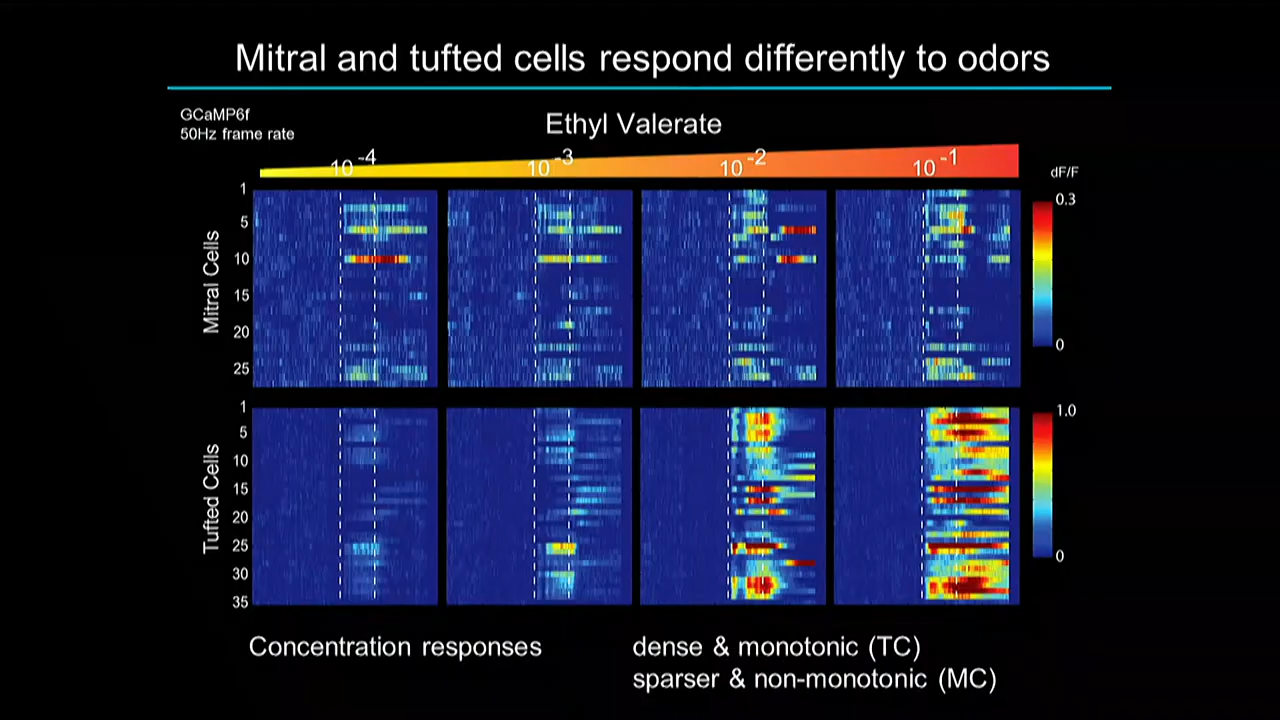 Mitral and tufted cells respond differently to odors
GCaMP6f
50Hz frame rate
Ethyl Valerate
10 -4
10 -3
10 -2
10 -1
dF/F
Mitral Cells
1
5
10
15
20
25
0.3
0
Tufted Cells
1
5
10
15
20
25
30
35
1.0
0
Concentration responses
dense & monotonic (TC)
sparser & non-monotonic (MC)